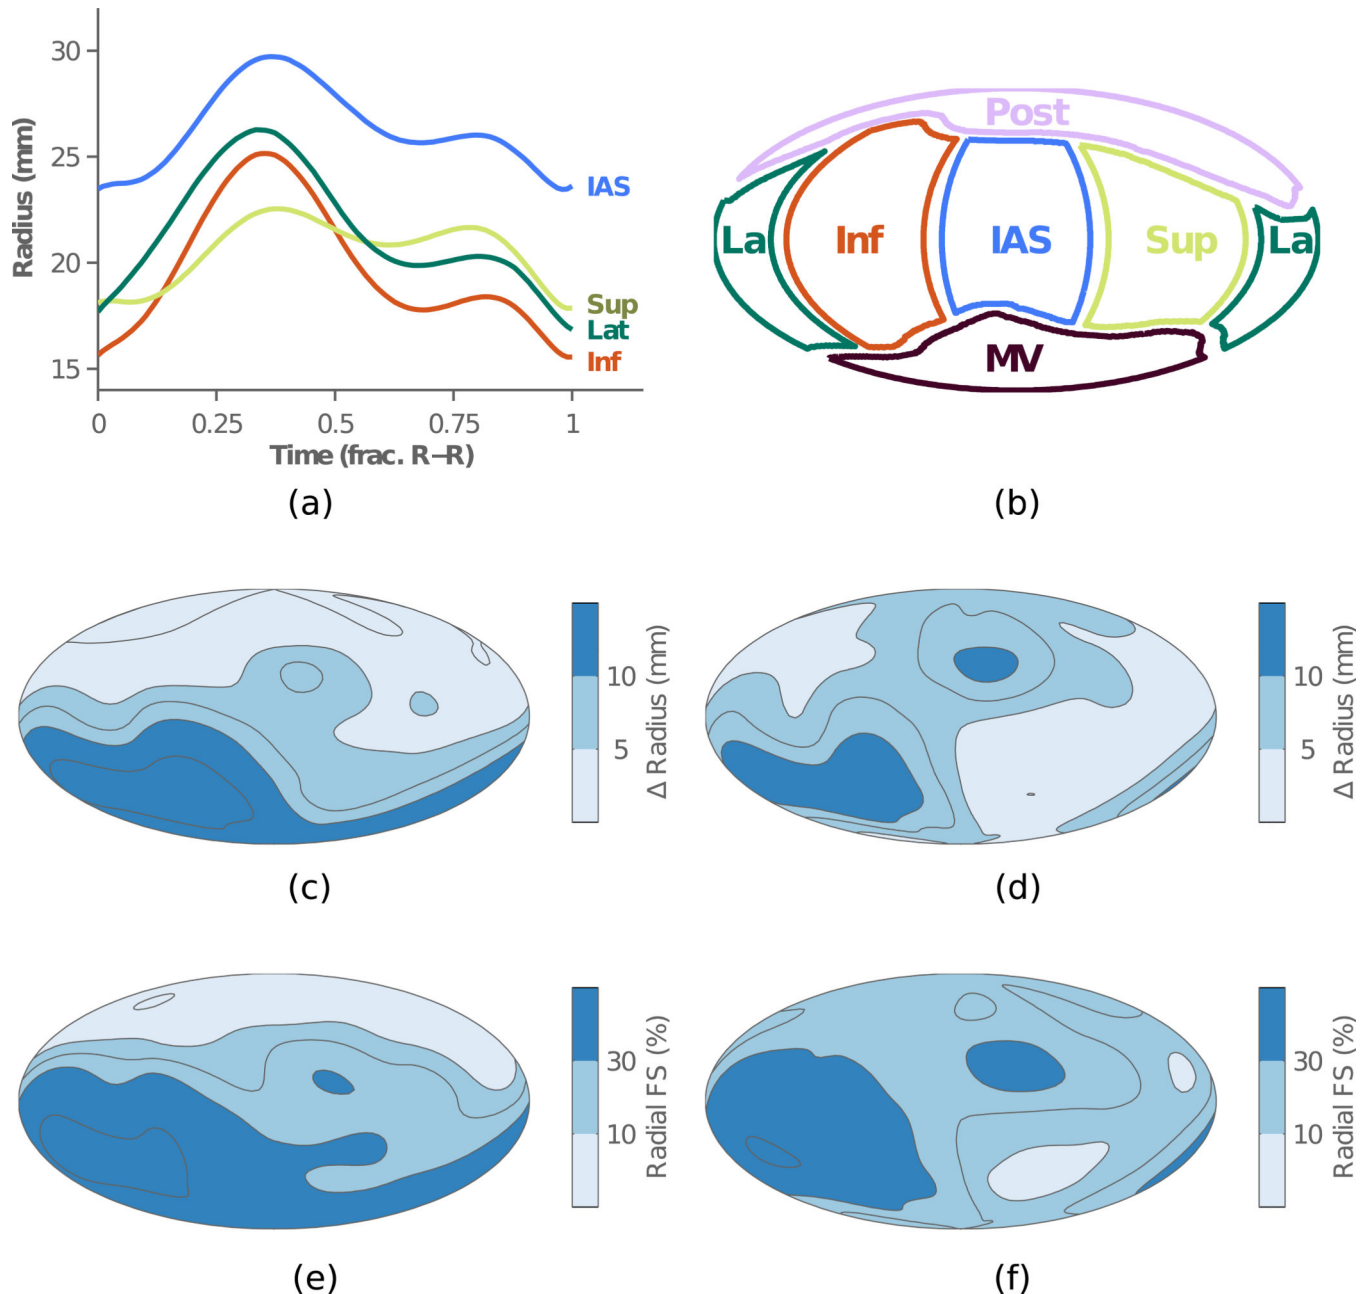 30
25
20
15
Radius (mm)
0
0.25
0.5
0.75
1
Time (frac. R–R)
IAS
Sup
Lat
Inf
(a)
Post
La
Inf
IAS
Sup
La
MV
(b)
10
5
Δ Radius (mm)
(c)
10
5
Δ Radius (mm)
(d)
30
10
Radial FS (%)
(e)
30
10
Radial FS (%)
(f)